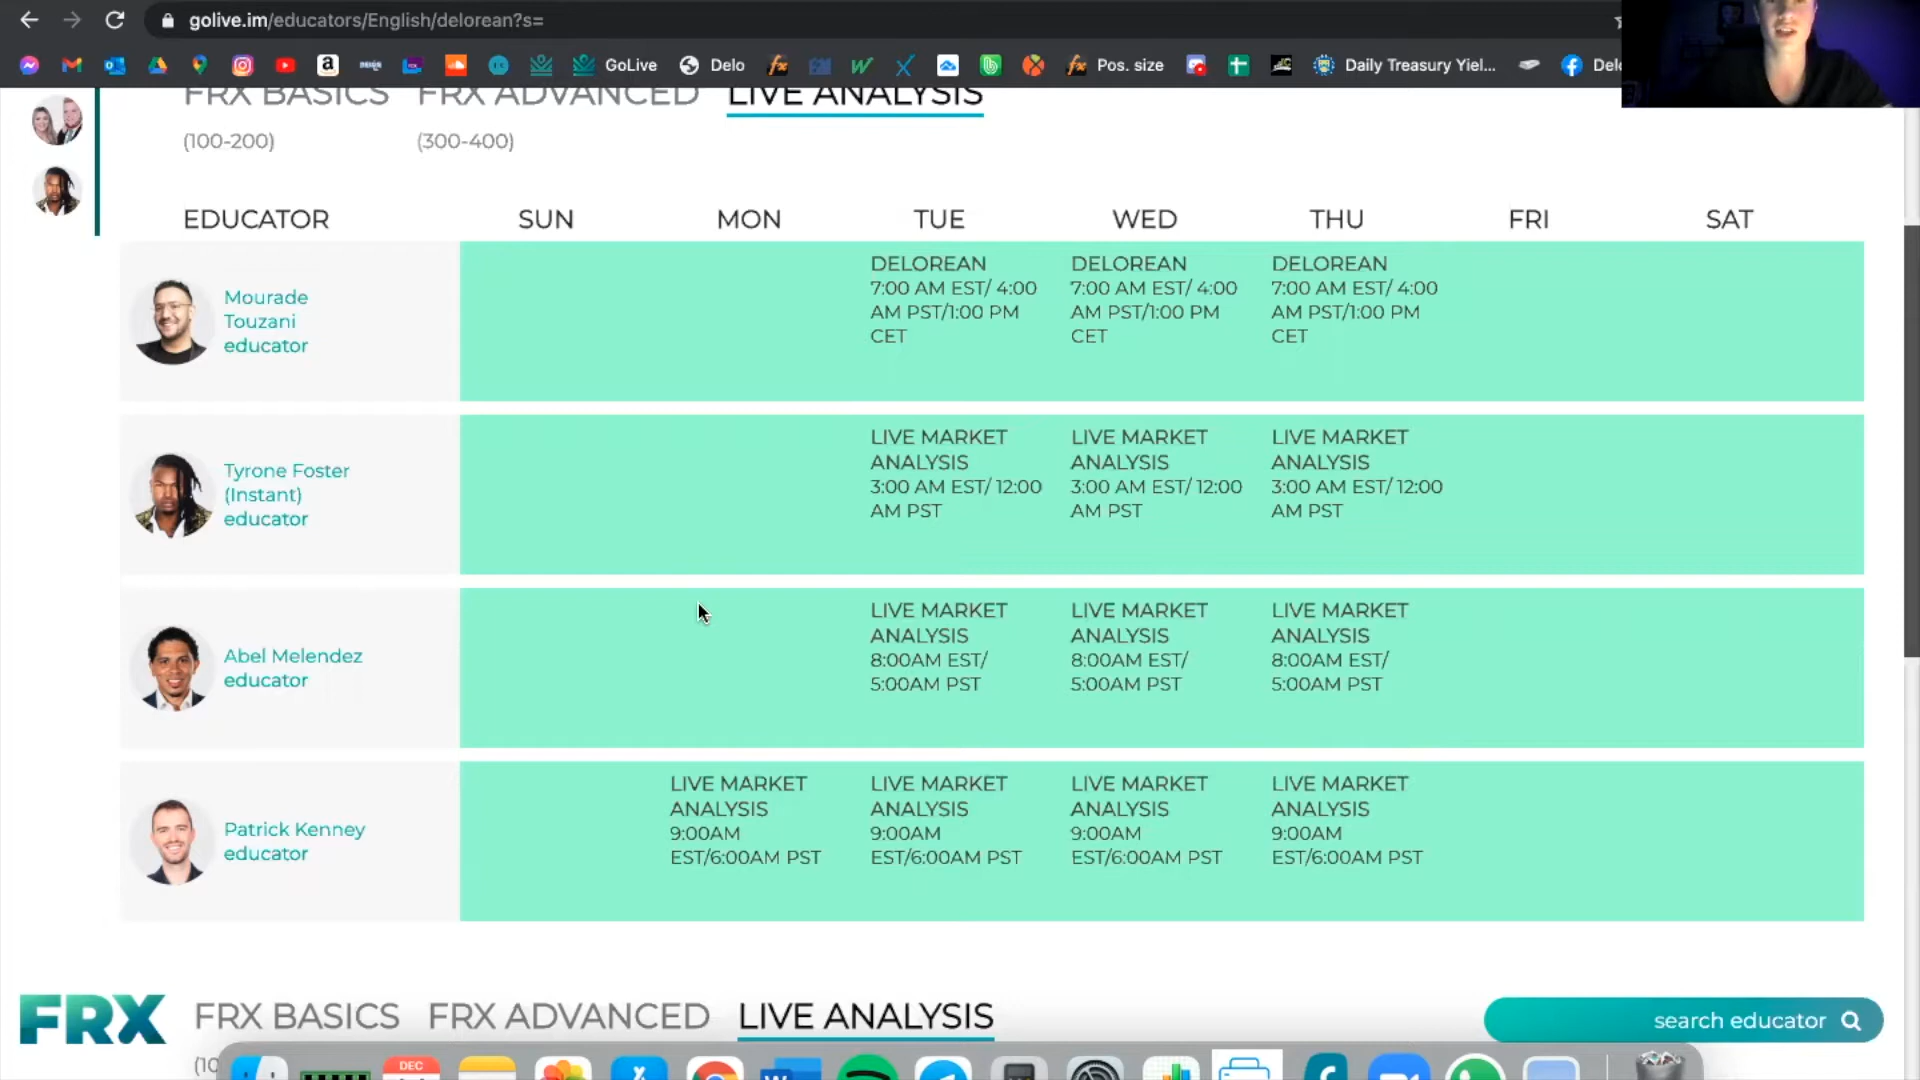 golive.im/educators/English/delorean?s=
GoLive
Delo
Pos. size
Daily Treasury Yiel...
FRX BASICS
FRX ADVANCED
LIVE ANALYSIS
(100-200)
(300-400)
EDUCATOR
SUN
MON
TUE
WED
THU
FRI
SAT
Mourade
Touzani
educator
DELOREAN
7:00 AM EST/ 4:00
AM PST/1:00 PM
CET
DELOREAN
7:00 AM EST/ 4:00
AM PST/1:00 PM
CET
DELOREAN
7:00 AM EST/ 4:00
AM PST/1:00 PM
CET
Tyrone Foster
(Instant)
educator
LIVE MARKET
ANALYSIS
3:00 AM EST/ 12:00
AM PST
LIVE MARKET
ANALYSIS
3:00 AM EST/ 12:00
AM PST
LIVE MARKET
ANALYSIS
3:00 AM EST/ 12:00
AM PST
Abel Melendez
educator
LIVE MARKET
ANALYSIS
8:00AM EST/
5:00AM PST
LIVE MARKET
ANALYSIS
8:00AM EST/
5:00AM PST
LIVE MARKET
ANALYSIS
8:00AM EST/
5:00AM PST
Patrick Kenney
educator
LIVE MARKET
ANALYSIS
9:00AM
EST/6:00AM PST
LIVE MARKET
ANALYSIS
9:00AM
EST/6:00AM PST
LIVE MARKET
ANALYSIS
9:00AM
EST/6:00AM PST
LIVE MARKET
ANALYSIS
9:00AM
EST/6:00AM PST
FRX
FRX BASICS
FRX ADVANCED
LIVE ANALYSIS
search educator
DEC